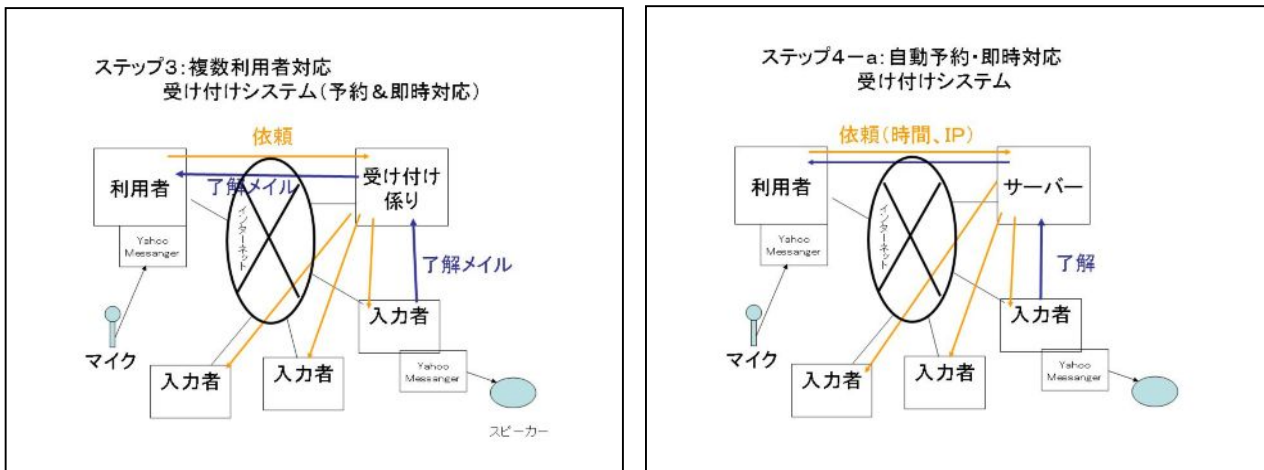 ステップ3:複数利用者対応
受け付けシステム(予約&即時対応)
依頼
利用者
了解メイル
受け付け
係り
インターネット
Yahoo
Messanger
了解メイル
マイク
入力者
入力者
入力者
Yahoo
Messanger
スピーカー
ステップ4-a:自動予約・即時対応
受け付けシステム
依頼(時間、IP)
利用者
サーバー
インターネット
Yahoo
Messanger
了解
マイク
入力者
入力者
入力者
Yahoo
Messanger